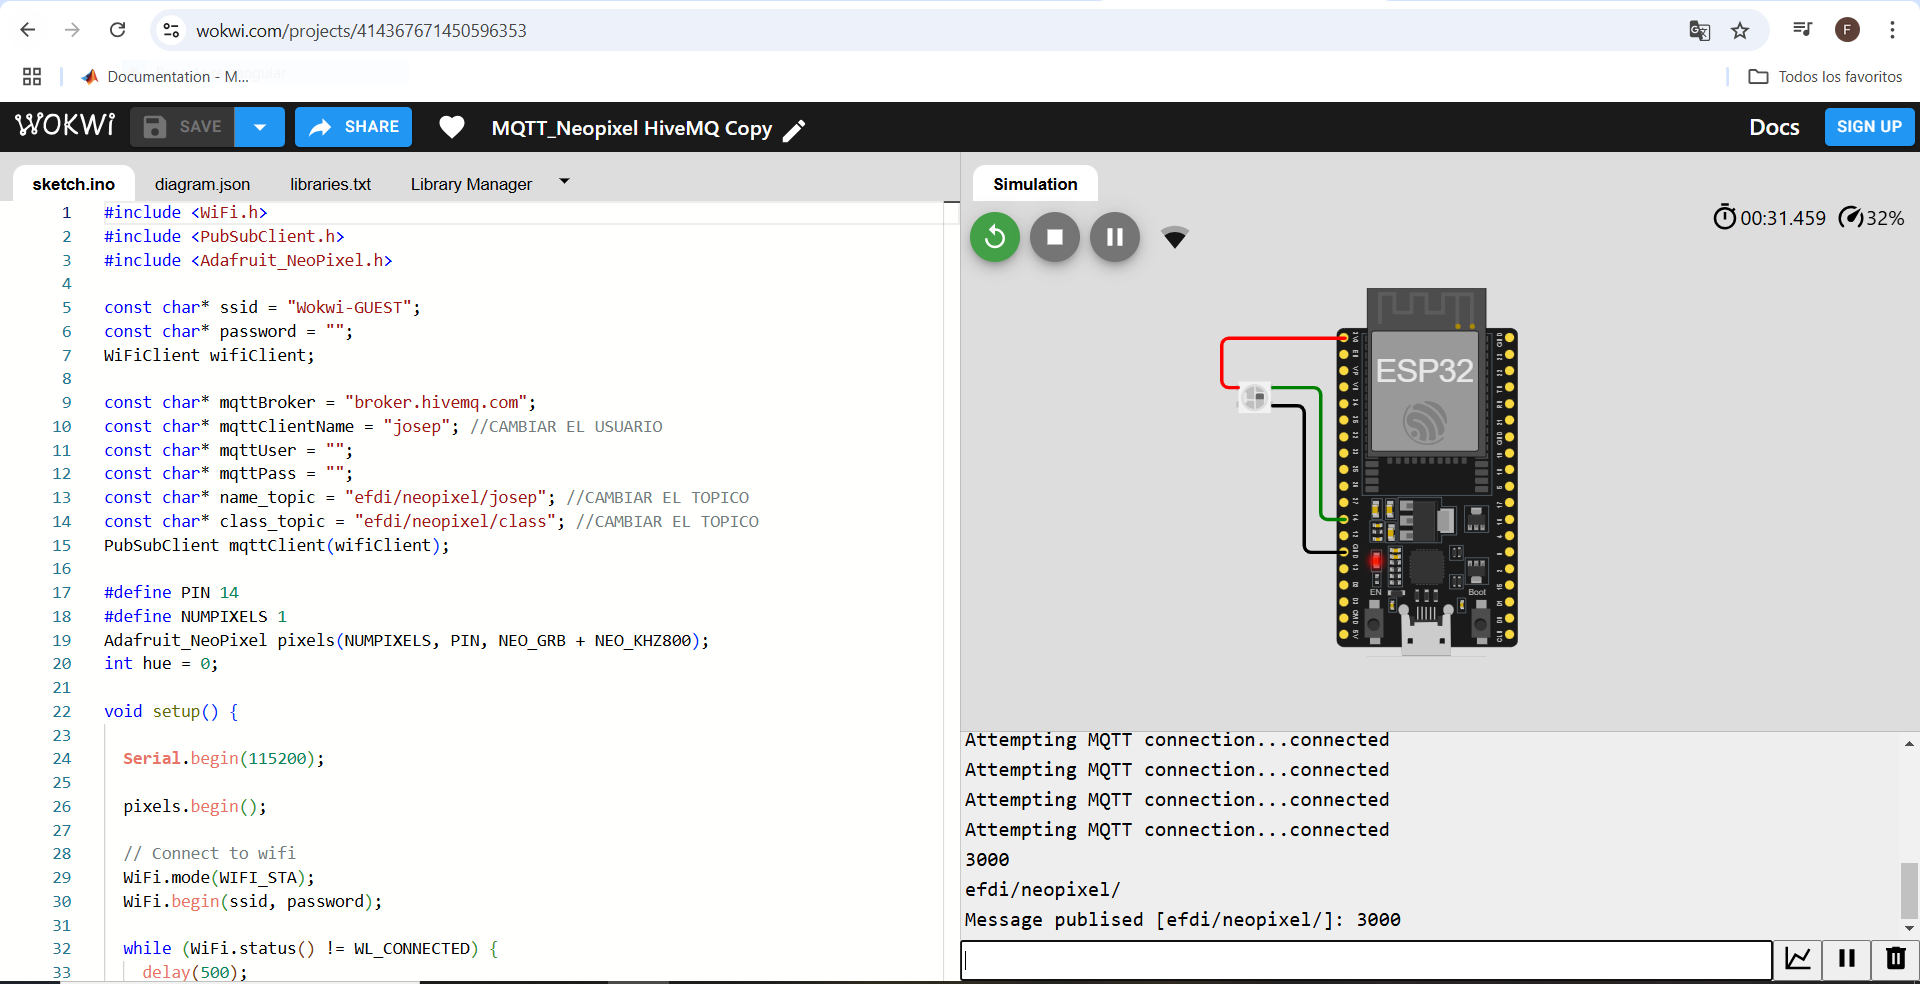 wokwi.com/projects/414367671450596353
F
Documentation - M...
Todos los favoritos
WOKWi
SAVE
SHARE
MQTT_Neopixel HiveMQ Copy
Docs
SIGN UP
sketch.ino
diagram.json
libraries.txt
Library Manager
1 #include <WiFi.h>
2 #include <PubSubClient.h>
3 #include <Adafruit_NeoPixel.h>
4
5 const char* ssid = "Wokwi-GUEST";
6 const char* password = "";
7 WiFiClient wifiClient;
8
9 const char* mqttBroker = "broker.hivemq.com";
10 const char* mqttClientName = "josep"; //CAMBIAR EL USUARIO
11 const char* mqttUser = "";
12 const char* mqttPass = "";
13 const char* name_topic = "efdi/neopixel/josep"; //CAMBIAR EL TOPICO
14 const char* class_topic = "efdi/neopixel/class"; //CAMBIAR EL TOPICO
15 PubSubClient mqttClient(wifiClient);
16
17 #define PIN 14
18 #define NUMPIXELS 1
19 Adafruit_NeoPixel pixels(NUMPIXELS, PIN, NEO_GRB + NEO_KHZ800);
20 int hue = 0;
21
22 void setup() {
23
24 Serial.begin(115200);
25
26 pixels.begin();
27
28 // Connect to wifi
29 WiFi.mode(WIFI_STA);
30 WiFi.begin(ssid, password);
31
32 while (WiFi.status() != WL_CONNECTED) {
33 delay(500);
Simulation
00:31.459
32%
ESP32
EN
Boot
Attempting MQTT connection...connected
Attempting MQTT connection...connected
Attempting MQTT connection...connected
Attempting MQTT connection...connected
3000
efdi/neopixel/
Message publised [efdi/neopixel/]: 3000